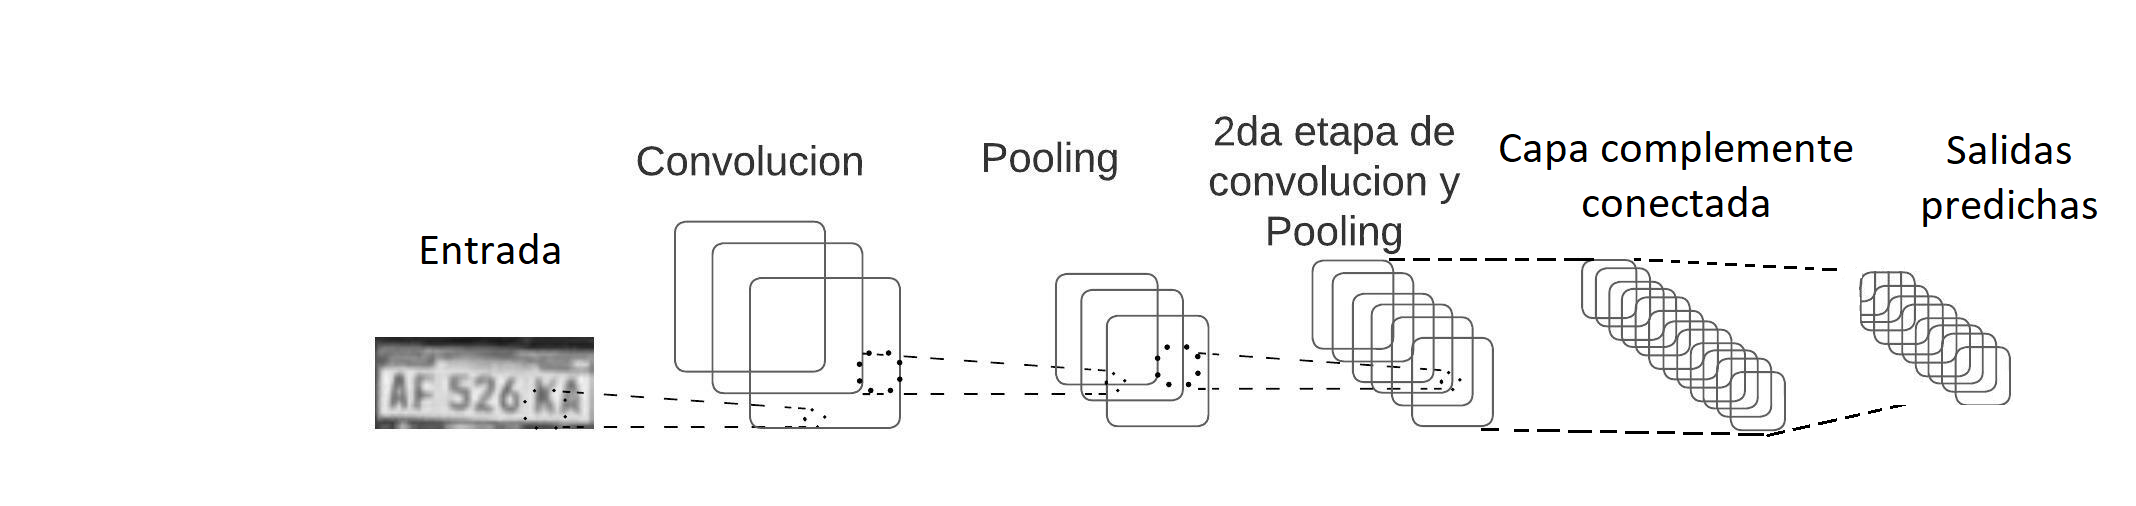 Entrada
AF 526 KA
Convolucion
Pooling
2da etapa de
convolucion y
Pooling
Capa complemente
conectada
Salidas
predichas